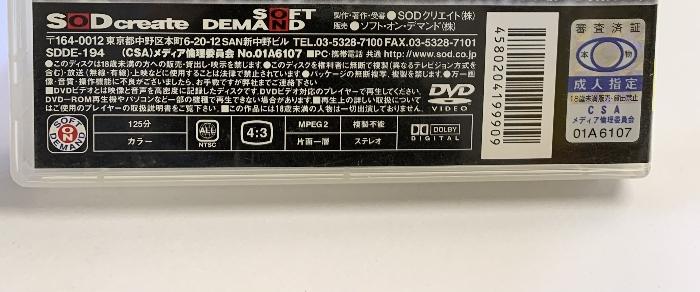 SOD create
SOFT ON DEMAND
製作・著作・受審●SODクリエイト(株)
販売●ソフト・オン・デマンド(株)
〒164-0012 東京都中野区本町6-20-12 SAN新中野ビル TEL.03-5328-7100 FAX.03-5328-7101
SDDE-194 (CSA)メディア倫理委員会 No.01A6107 ■PC・携帯電話 共通 http://www.sod.co.jp
●このディスクは18歳未満の方への販売・貸出し・映示を禁じます。●このディスクを権利者に無断で複製(異なるテレビジョン方式を
含む)・放送(無線・有線)・上映などに使用することは法律で禁止されています●パッケージの無断複写、複製を禁じます。●万一画
像・音質・操作機能に不良がございましたら、お手数ですが弊社までご連絡下さい
■DVDビデオとは映像と音声を高密度に記録したディスクです。DVDビデオ対応のプレイヤーで再生してください。
DVD-ROM再生機やパソコンなど一部の機種で再生できない場合があります。■再生上の詳しい取扱について
はご使用のプレイヤーの取扱説明書をご覧下さい。■この作品には18歳未満の人物は一切出演しておりません。
DVD
VIDEO
SOFT ON DEMAND
125分
カラー
ALL
NTSC
4:3
MPEG2
複製不能
片面一層
ステレオ
DOLBY
DIGITAL
4580204199909
審査済証
本
物
成人指定
18歳未満販売・貸出禁止
CSA
メディア倫理委員会
01A6107